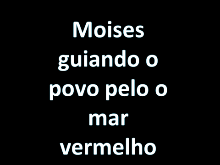 Moises
guiando o
povo pelo o
mar
vermelho